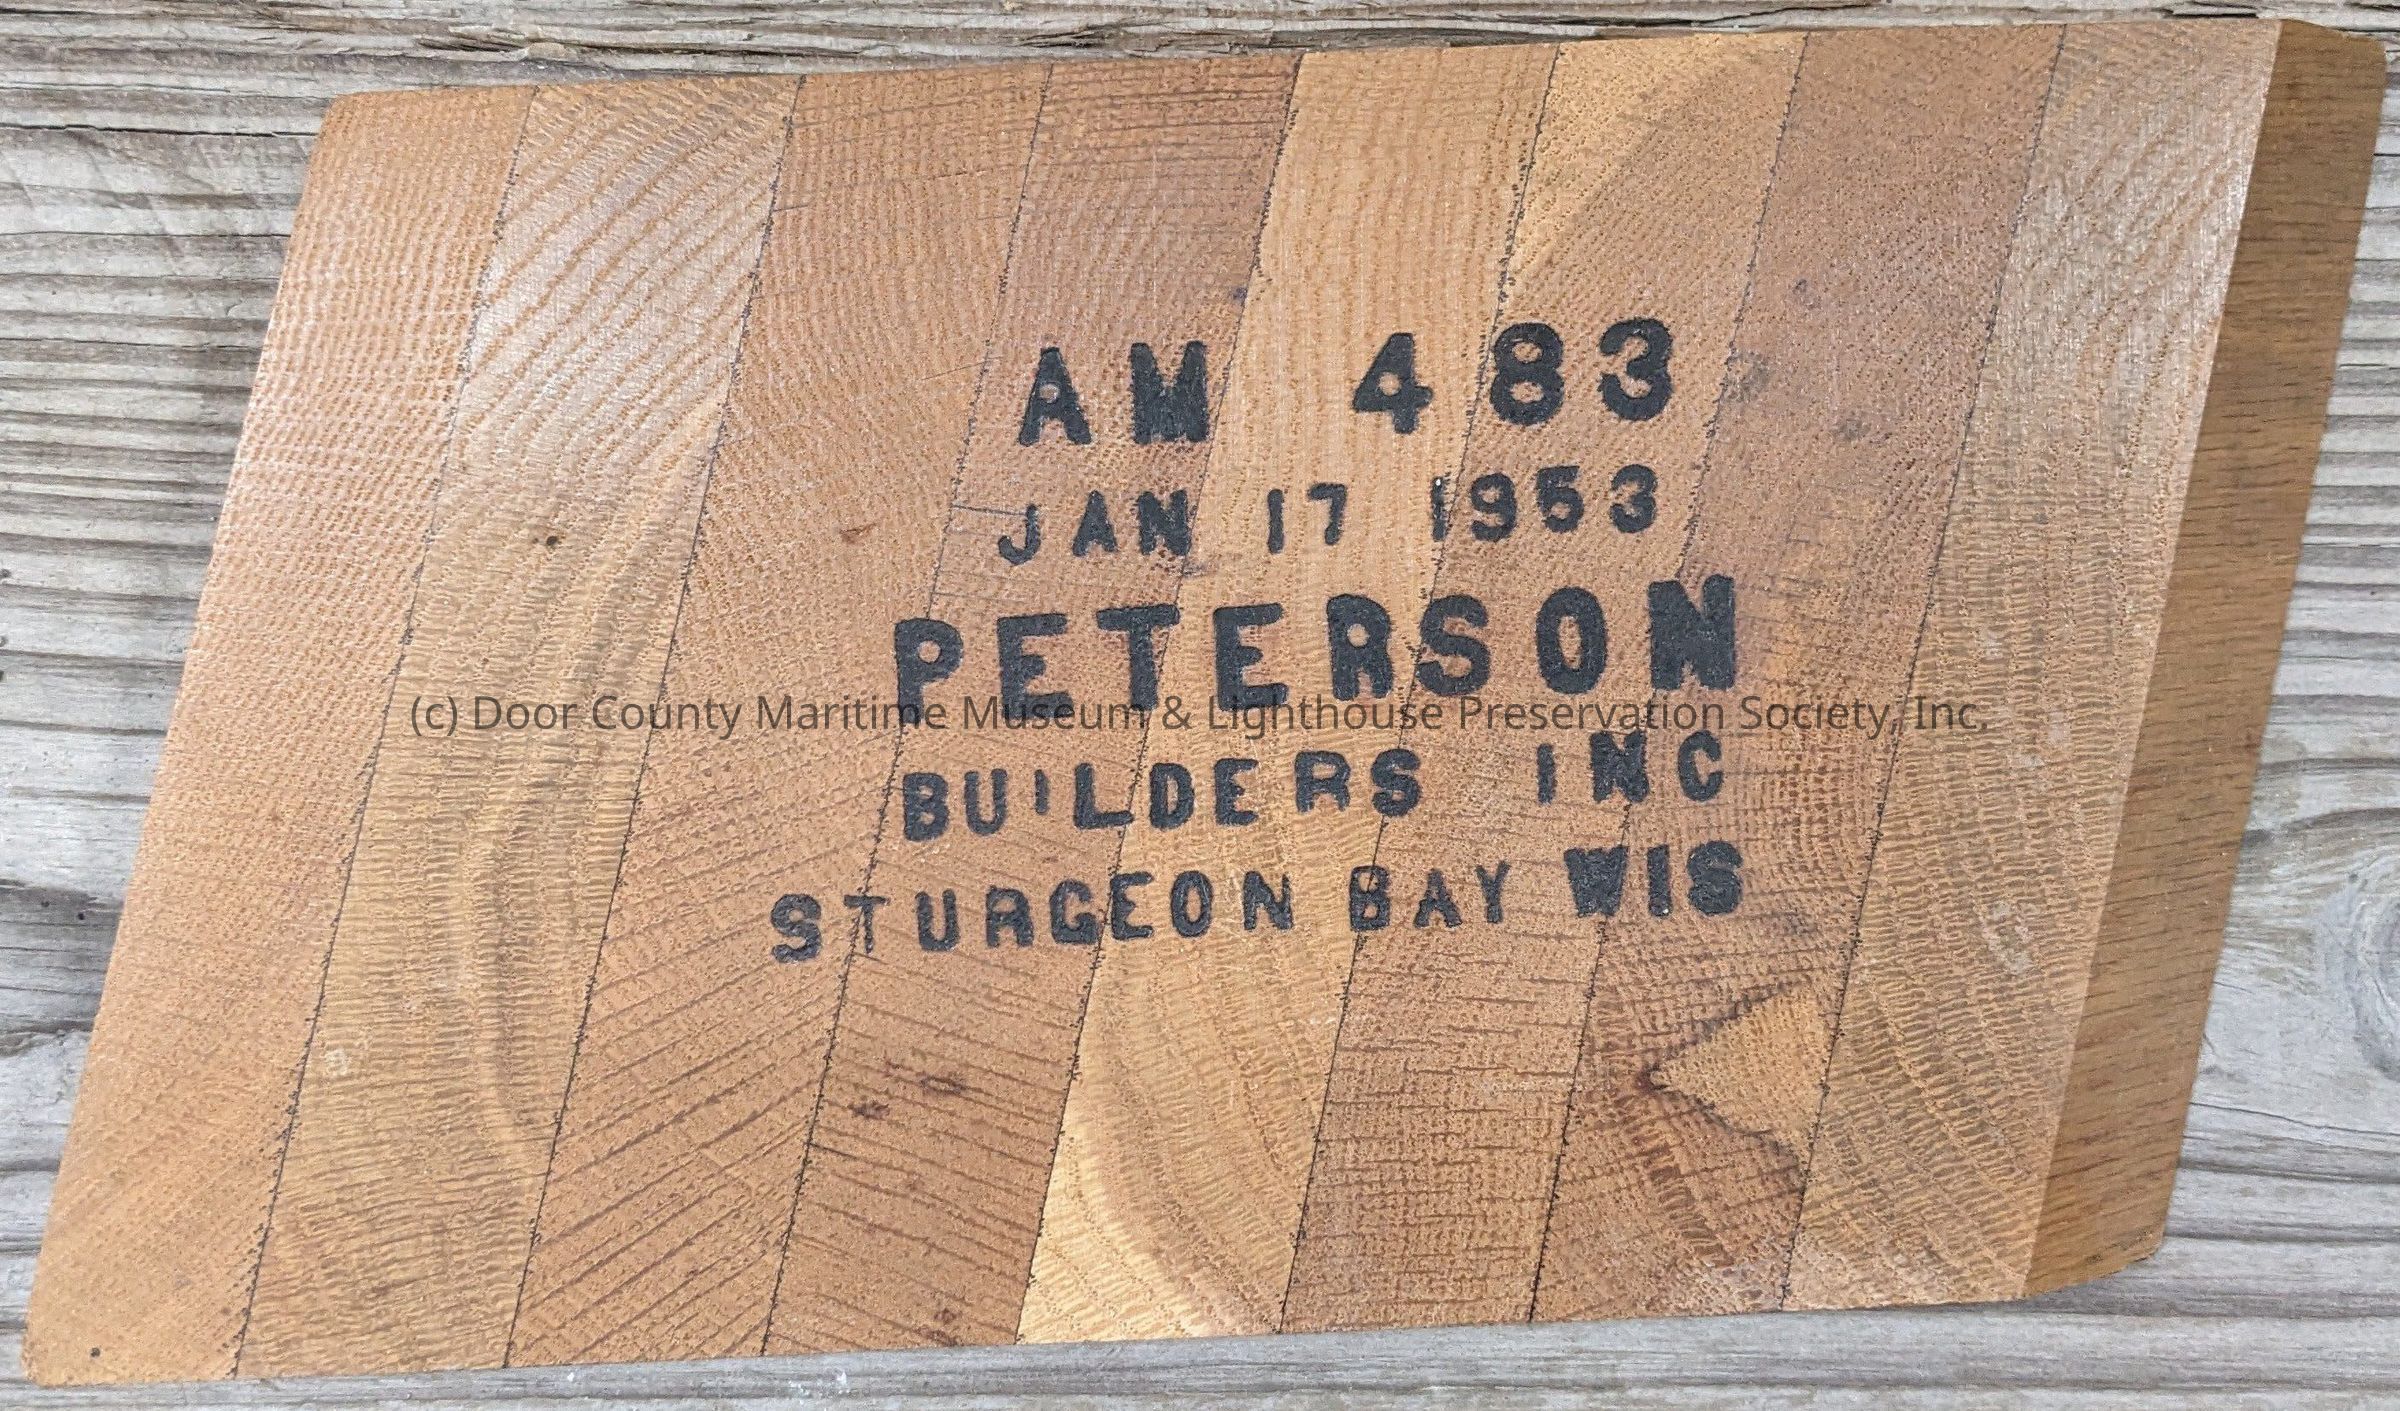 AM 483
JAN 17 1953
PETERSON
(c) Door County Maritime Museum & Lighthouse Preservation Society, Inc.
BUILDERS INC
STURGEON BAY WIS